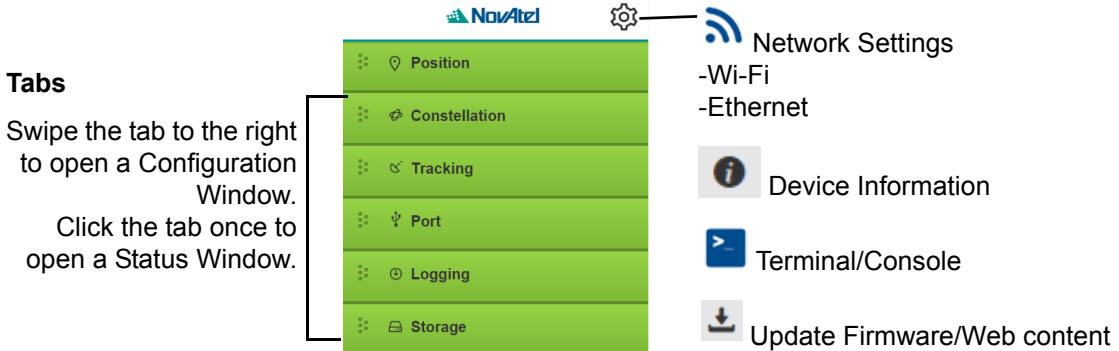 NovAtel
Tabs
Swipe the tab to the right
to open a Configuration
Window.
Click the tab once to
open a Status Window.
Position
Constellation
Tracking
Port
Logging
Storage
Network Settings
-Wi-Fi
-Ethernet
Device Information
>_
Terminal/Console
Update Firmware/Web content